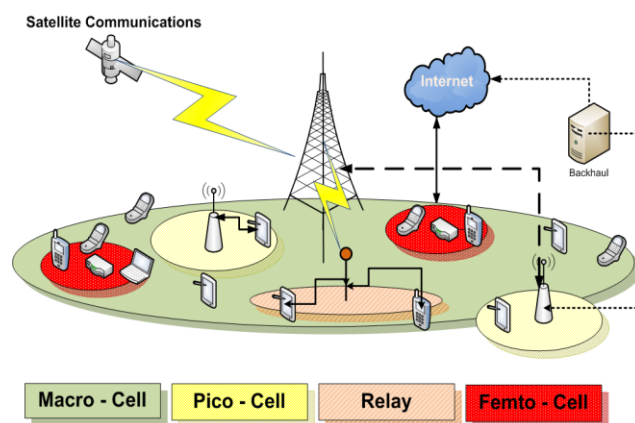 Satellite Communications
Internet
Backhaul
Macro - Cell
Pico - Cell
Relay
Femto - Cell